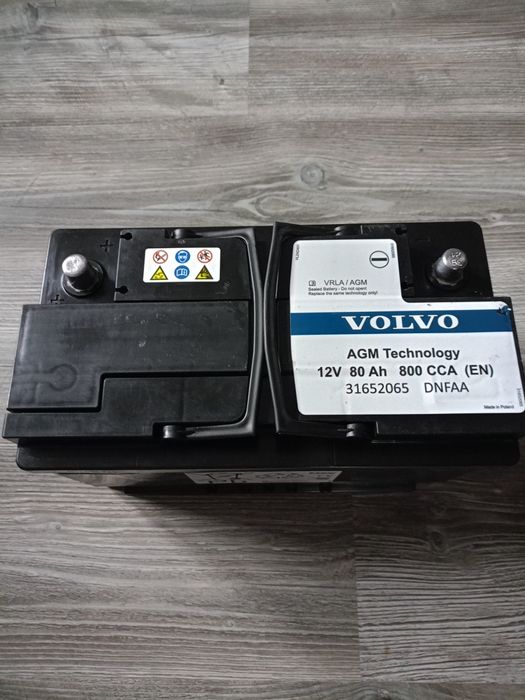 VRLA / AGM
Sealed Battery - Do not open!
Replace the same technology only!
VOLVO
AGM Technology
12V 80 Ah 800 CCA (EN)
31652065 DNFAA
Made in Poland